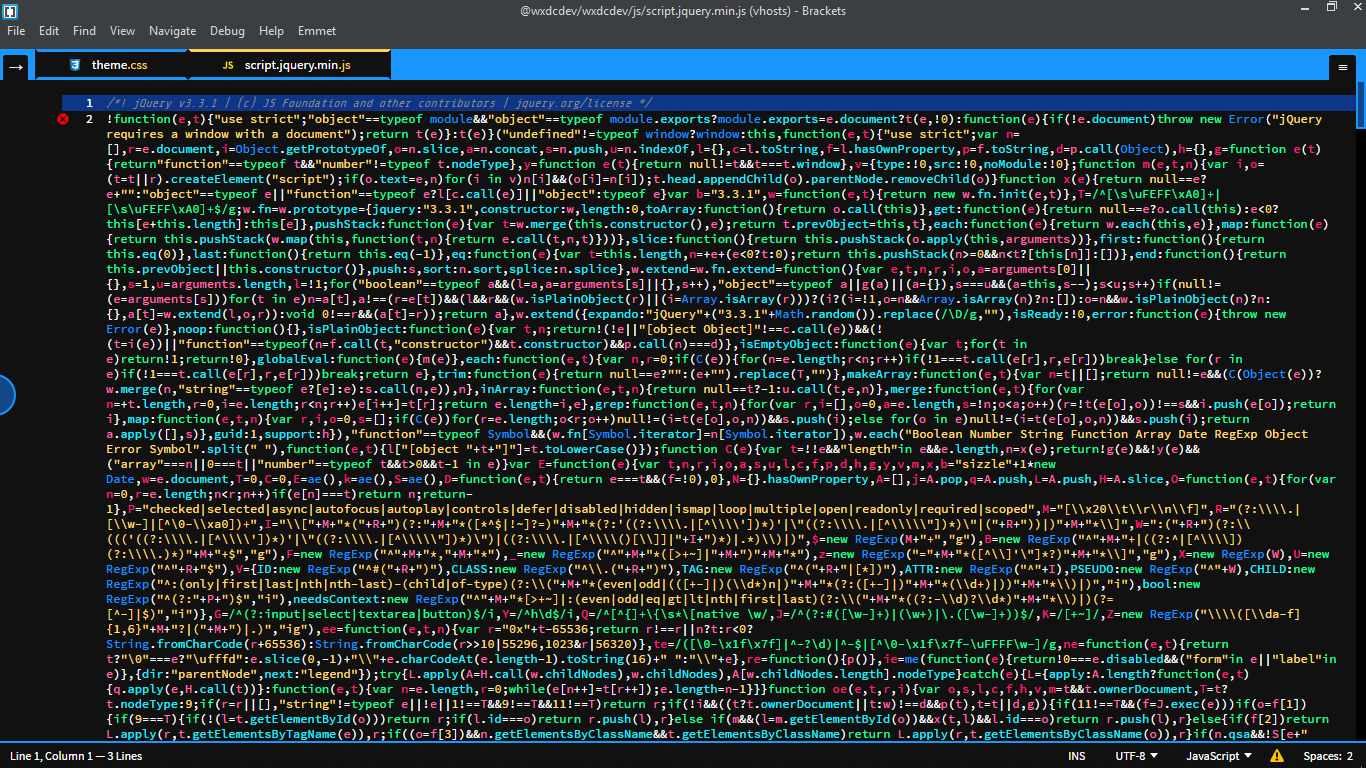 @wxdcdev/wxdcdev/js/script.jquery.min.js (vhosts) - Brackets
File Edit Find View Navigate Debug Help Emmet
→ theme.css JS script.jquery.min.js
1 /*! jQuery v3.3.1 | (c) JS Foundation and other contributors | jquery.org/license */
2 !function(e,t){"use strict";"object"==typeof module&&"object"==typeof module.exports?module.exports=e.document?t(e,!0):function(e){if(!e.document)throw new Error("jQuery
requires a window with a document");return t(e)}:t(e)}("undefined"!=typeof window?window:this,function(e,t){"use strict";var n=
[],r=e.document,i=Object.getPrototypeOf,o=n.slice,a=n.concat,s=n.push,u=n.indexOf,l={},c=l.toString,f=l.hasOwnProperty,p=f.toString,d=p.call(Object),h={},g=function e(t)
{return"function"==typeof t&&"number"!=typeof t.nodeType},y=function e(t){return null!=t&&t===t.window},v={type:!0,src:!0,noModule:!0};function m(e,t,n){var i,o=
(t=t||r).createElement("script");if(o.text=e,n)for(i in v)n[i]&&(o[i]=n[i]);t.head.appendChild(o).parentNode.removeChild(o)}function x(e){return null==e?
e+"":"object"==typeof e||"function"==typeof e?l[c.call(e)]||"object":typeof e}var b="3.3.1",w=function(e,t){return new w.fn.init(e,t)},T=/^[\s\uFEFF\xA0]+|
[\s\uFEFF\xA0]+$/g;w.fn=w.prototype={jquery:"3.3.1",constructor:w,length:0,toArray:function(){return o.call(this)},get:function(e){return null==e?o.call(this):e<0?
this[e+this.length]:this[e]},pushStack:function(e){var t=w.merge(this.constructor(),e);return t.prevObject=this,t},each:function(e){return w.each(this,e)},map:function(e)
{return this.pushStack(w.map(this,function(t,n){return e.call(t,n,t)}))},slice:function(){return this.pushStack(o.apply(this,arguments))},first:function(){return
this.eq(0)},last:function(){return this.eq(-1)},eq:function(e){var t=this.length,n=+e+(e<0?t:0);return this.pushStack(n>=0&&n<t?[this[n]]:[])},end:function(){return
this.prevObject||this.constructor()},push:s,sort:n.sort,splice:n.splice},w.extend=w.fn.extend=function(){var e,t,n,r,i,o,a=arguments[0]||
{},s=1,u=arguments.length,l=!1;for("boolean"==typeof a&&(l=a,a=arguments[s]||{},s++),"object"==typeof a||g(a)||(a={}),s===u&&(a=this,s--);s<u;s++)if(null!=
(e=arguments[s]))for(t in e)n=a[t],a!==(r=e[t])&&(l&&r&&(w.isPlainObject(r)||(i=Array.isArray(r)))?(i?(i=!1,o=n&&Array.isArray(n)?n:[]):o=n&&w.isPlainObject(n)?n:
{},a[t]=w.extend(l,o,r)):void 0!==r&&(a[t]=r));return a},w.extend({expando:"jQuery"+("3.3.1"+Math.random()).replace(/\D/g,""),isReady:!0,error:function(e){throw new
Error(e)},noop:function(){},isPlainObject:function(e){var t,n;return!(!e||"[object Object]"!==c.call(e))&&(!
(t=i(e))||"function"==typeof(n=f.call(t,"constructor")&&t.constructor)&&p.call(n)===d)},isEmptyObject:function(e){var t;for(t in
e)return!1;return!0},globalEval:function(e){m(e)},each:function(e,t){var n,r=0;if(C(e)){for(n=e.length;r<n;r++)if(!1===t.call(e[r],r,e[r]))break}else for(r in
e)if(!1===t.call(e[r],r,e[r]))break;return e},trim:function(e){return null==e?"":(e+"").replace(T,"")},makeArray:function(e,t){var n=t||[];return null!=e&&(C(Object(e))?
w.merge(n,"string"==typeof e?[e]:e):s.call(n,e)),n},inArray:function(e,t,n){return null==t?-1:u.call(t,e,n)},merge:function(e,t){for(var
n=+t.length,r=0,i=e.length;r<n;r++)e[i++]=t[r];return e.length=i,e},grep:function(e,t,n){for(var r,i=[],o=0,a=e.length,s=!n;o<a;o++)(r=!t(e[o],o))!==s&&i.push(e[o]);return
i},map:function(e,t,n){var r,i,o=0,s=[];if(C(e))for(r=e.length;o<r;o++)null!=(i=t(e[o],o,n))&&s.push(i);else for(o in e)null!=(i=t(e[o],o,n))&&s.push(i);return
a.apply([],s)},guid:1,support:h}),"function"==typeof Symbol&&(w.fn[Symbol.iterator]=n[Symbol.iterator]),w.each("Boolean Number String Function Array Date RegExp Object
Error Symbol".split(" "),function(e,t){l["[object "+t+"]"]=t.toLowerCase()});function C(e){var t=!!e&&"length"in e&&e.length,n=x(e);return!g(e)&&!y(e)&&
("array"===n||0===t||"number"==typeof t&&t>0&&t-1 in e)}var E=function(e){var t,n,r,i,o,a,s,u,l,c,f,p,d,h,g,y,v,m,x,b="sizzle"+1*new
Date,w=e.document,T=0,C=0,E=ae(),k=ae(),S=ae(),D=function(e,t){return e===t&&(f=!0),0},N={}.hasOwnProperty,A=[],j=A.pop,q=A.push,L=A.push,H=A.slice,O=function(e,t){for(var
n=0,r=e.length;n<r;n++)if(e[n]===t)return n;return-
1},P="checked|selected|async|autofocus|autoplay|controls|defer|disabled|hidden|ismap|loop|multiple|open|readonly|required|scoped",M="[\\x20\\t\\r\\n\\f]",R="(?:\\\\.|
[\\w-]|[^\0-\\xa0])+",I="\\["+M+"*("+R+")(?:"+M+"*([*^$|!~]?=)"+M+"*(?:'((?:\\\\.|[^\\\\'])*)'|\"((?:\\\\.|[^\\\\\"])*)\"|("+R+"))|)"+M+"*\\]",W=":("+R+")(?:\\
((('((?:\\\\.|[^\\\\'])*)'|\"((?:\\\\.|[^\\\\\"])*)\")|((?:\\\\.|[^\\\\()[\\]]|"+I+")*)|.*)\\)|)",$=new RegExp(M+"+","g"),B=new RegExp("^"+M+"+|((?:^|[^\\\\])
(?:\\\\.)*)"+M+"+$","g"),F=new RegExp("^"+M+"*,"+M+"*"),_=new RegExp("^"+M+"*([>+~]|"+M+")"+M+"*"),z=new RegExp("="+M+"*([^\\]'\"]*?)"+M+"*\\]","g"),X=new RegExp(W),U=new
RegExp("^"+R+"$"),V={ID:new RegExp("^#("+R+")"),CLASS:new RegExp("^\\.("+R+")"),TAG:new RegExp("^("+R+"|[*])"),ATTR:new RegExp("^"+I),PSEUDO:new RegExp("^"+W),CHILD:new
RegExp("^:(only|first|last|nth|nth-last)-(child|of-type)(?:\\("+M+"*(even|odd|(([+-]|)(\\d*)n|)"+M+"*(?:([+-]|)"+M+"*(\\d+)|))"+M+"*\\)|)","i"),bool:new
RegExp("^(?:"+P+")$","i"),needsContext:new RegExp("^"+M+"*[>+~]|:(even|odd|eq|gt|lt|nth|first|last)(?:\\("+M+"*((?:-\\d)?\\d*)"+M+"*\\)|)(?=
[^-]|$)","i")},G=/^(?:input|select|textarea|button)$/i,Y=/^h\d$/i,Q=/^[^{]+\{\s*\[native \w/,J=/^(?:#([\w-]+)|(\w+)|\.([\w-]+))$/,K=/[+~]/,Z=new RegExp("\\\\([\\da-f]
{1,6}"+M+"?|("+M+")|.)","ig"),ee=function(e,t,n){var r="0x"+t-65536;return r!==r||n?t:r<0?
String.fromCharCode(r+65536):String.fromCharCode(r>>10|55296,1023&r|56320)},te=/([\0-\x1f\x7f]|^-?\d)|^-$|[^\0-\x1f\x7f-\uFFFF\w-]/g,ne=function(e,t){return
t?"\0"===e?"\ufffd":e.slice(0,-1)+"\\"+e.charCodeAt(e.length-1).toString(16)+" ":"\\"+e},re=function(){p()},ie=me(function(e){return!0===e.disabled&&("form"in e||"label"in
e)},{dir:"parentNode",next:"legend"});try{L.apply(A=H.call(w.childNodes),w.childNodes),A[w.childNodes.length].nodeType}catch(e){L={apply:A.length?function(e,t)
{q.apply(e,H.call(t))}:function(e,t){var n=e.length,r=0;while(e[n++]=t[r++]);e.length=n-1}}}function oe(e,t,r,i){var o,s,l,c,f,h,v,m=t&&t.ownerDocument,T=t?
t.nodeType:9;if(r=r||[],"string"!=typeof e||!e||1!==T&&9!==T&&11!==T)return r;if(!i&&((t?t.ownerDocument||t:w)!==d&&p(t),t=t||d,g)){if(11!==T&&(f=J.exec(e)))if(o=f[1])
{if(9===T){if(!(l=t.getElementById(o)))return r;if(l.id===o)return r.push(l),r}else if(m&&(l=m.getElementById(o))&&x(t,l)&&l.id===o)return r.push(l),r}else{if(f[2])return
L.apply(r,t.getElementsByTagName(e)),r;if((o=f[3])&&n.getElementsByClassName&&t.getElementsByClassName)return L.apply(r,t.getElementsByClassName(o)),r}if(n.qsa&&!S[e+"
Line 1, Column 1 — 3 Lines INS UTF-8 JavaScript Spaces: 2